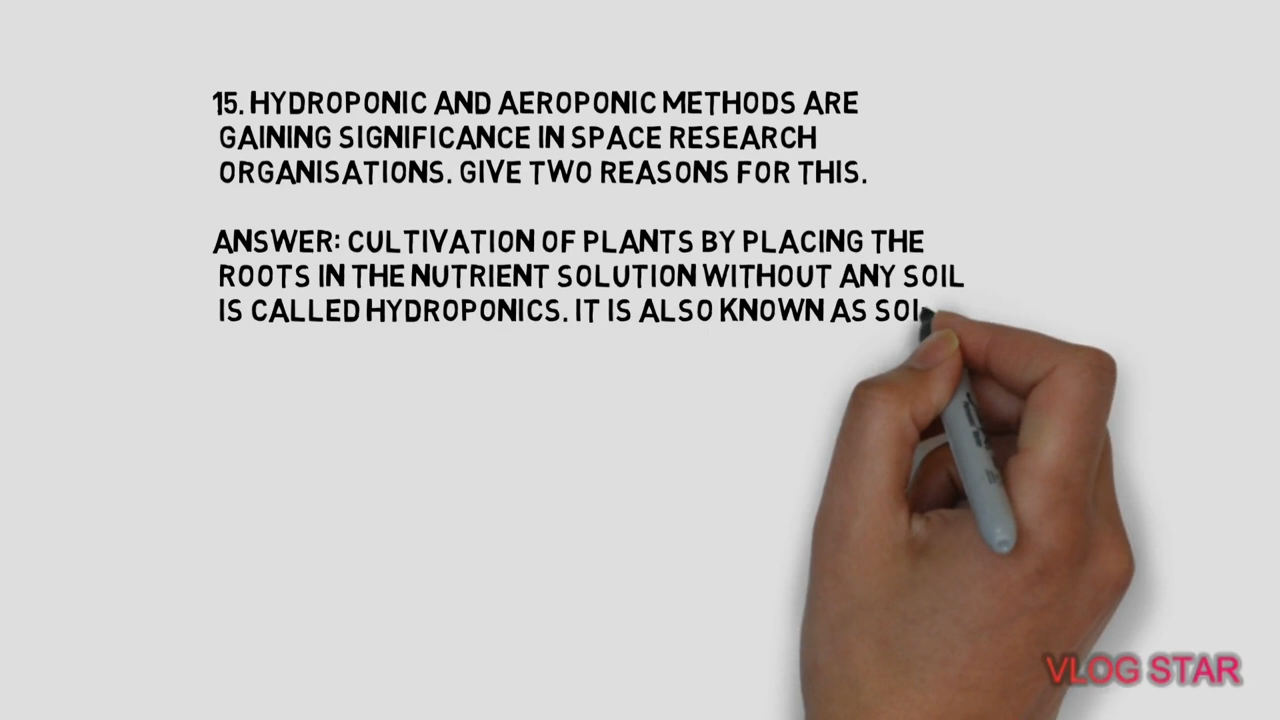 15. HYDROPONIC AND AEROPONIC METHODS ARE
GAINING SIGNIFICANCE IN SPACE RESEARCH
ORGANISATIONS. GIVE TWO REASONS FOR THIS.
ANSWER: CULTIVATION OF PLANTS BY PLACING THE
ROOTS IN THE NUTRIENT SOLUTION WITHOUT ANY SOIL
IS CALLED HYDROPONICS. IT IS ALSO KNOWN AS SOI
VLOG STAR